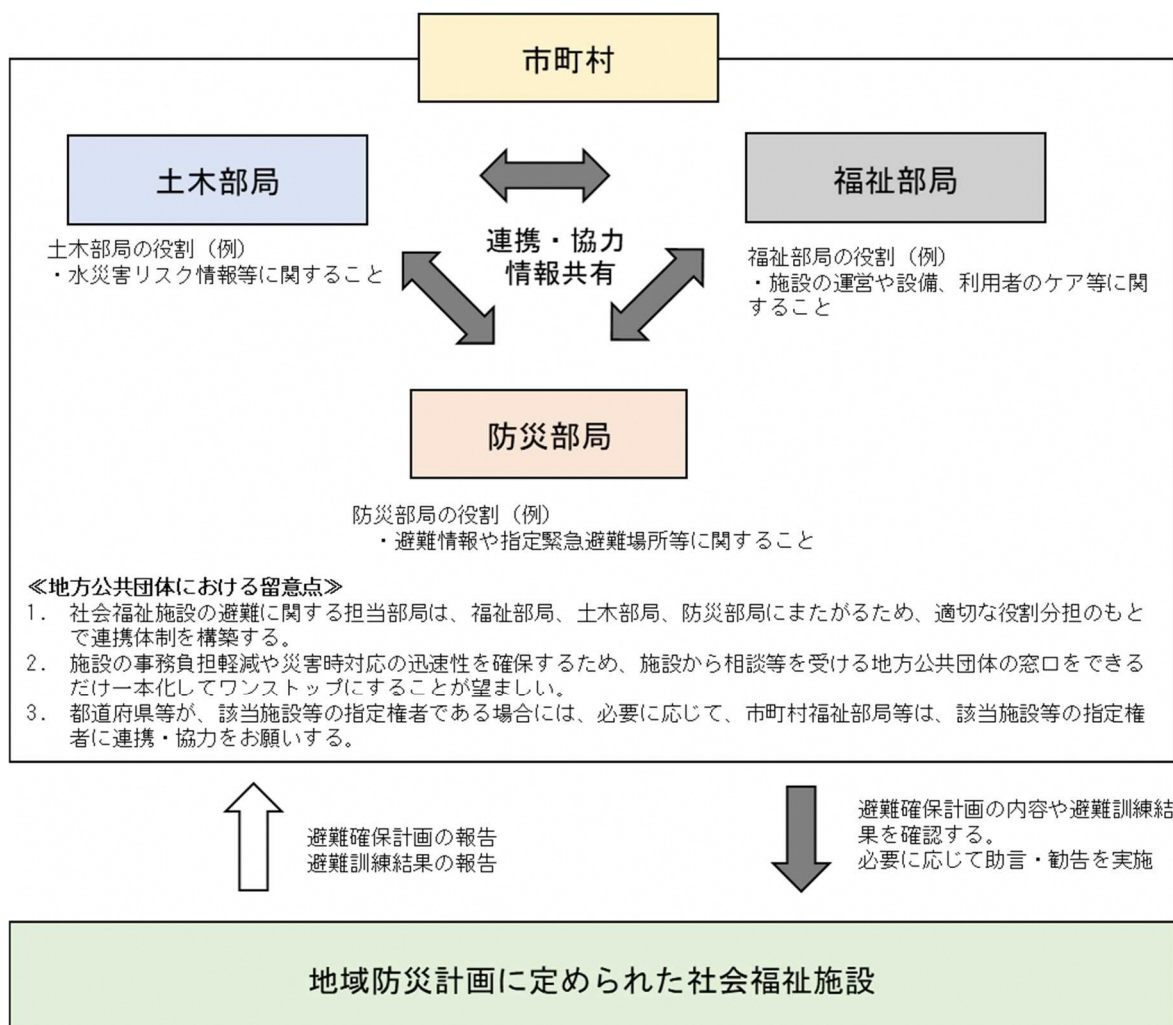 市町村
土木部局
福祉部局
連携・協力
情報共有
土木部局の役割（例）
・水災害リスク情報等に関すること
福祉部局の役割（例）
・施設の運営や設備、利用者のケア等に関
すること
防災部局
防災部局の役割（例）
・避難情報や指定緊急避難場所等に関すること
≪地方公共団体における留意点≫
1. 社会福祉施設の避難に関する担当部局は、福祉部局、土木部局、防災部局にまたがるため、適切な役割分担のもと
で連携体制を構築する。
2. 施設の事務負担軽減や災害時対応の迅速性を確保するため、施設から相談等を受ける地方公共団体の窓口をできる
だけ一本化してワンストップにすることが望ましい。
3. 都道府県等が、該当施設等の指定権者である場合には、必要に応じて、市町村福祉部局等は、該当施設等の指定権
者に連携・協力をお願いする。
避難確保計画の報告
避難訓練結果の報告
避難確保計画の内容や避難訓練結
果を確認する。
必要に応じて助言・勧告を実施
地域防災計画に定められた社会福祉施設